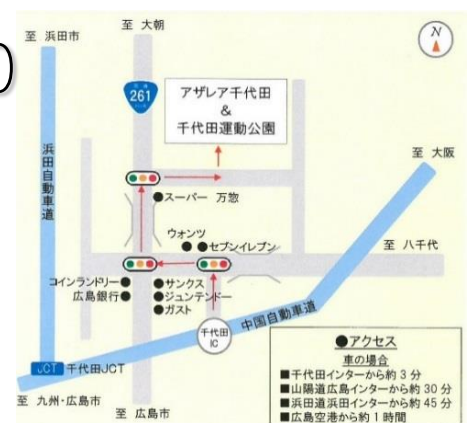 至 大朝
至 浜田市
N
国道
261
アザレア千代田
&
千代田運動公園
至 大阪
浜田自動車道
スーパー 万惣
ウォンツ
セブンイレブン
至 八千代
コインランドリー
広島銀行
サンクス
ジュンテンドー
ガスト
千代田
IC
中国自動車道
JCT 千代田JCT
至 九州・広島市
至 広島市
●アクセス
車の場合
■千代田インターから約3分
■山陽道広島インターから約30分
■浜田道浜田インターから約45分
■広島空港から約1時間